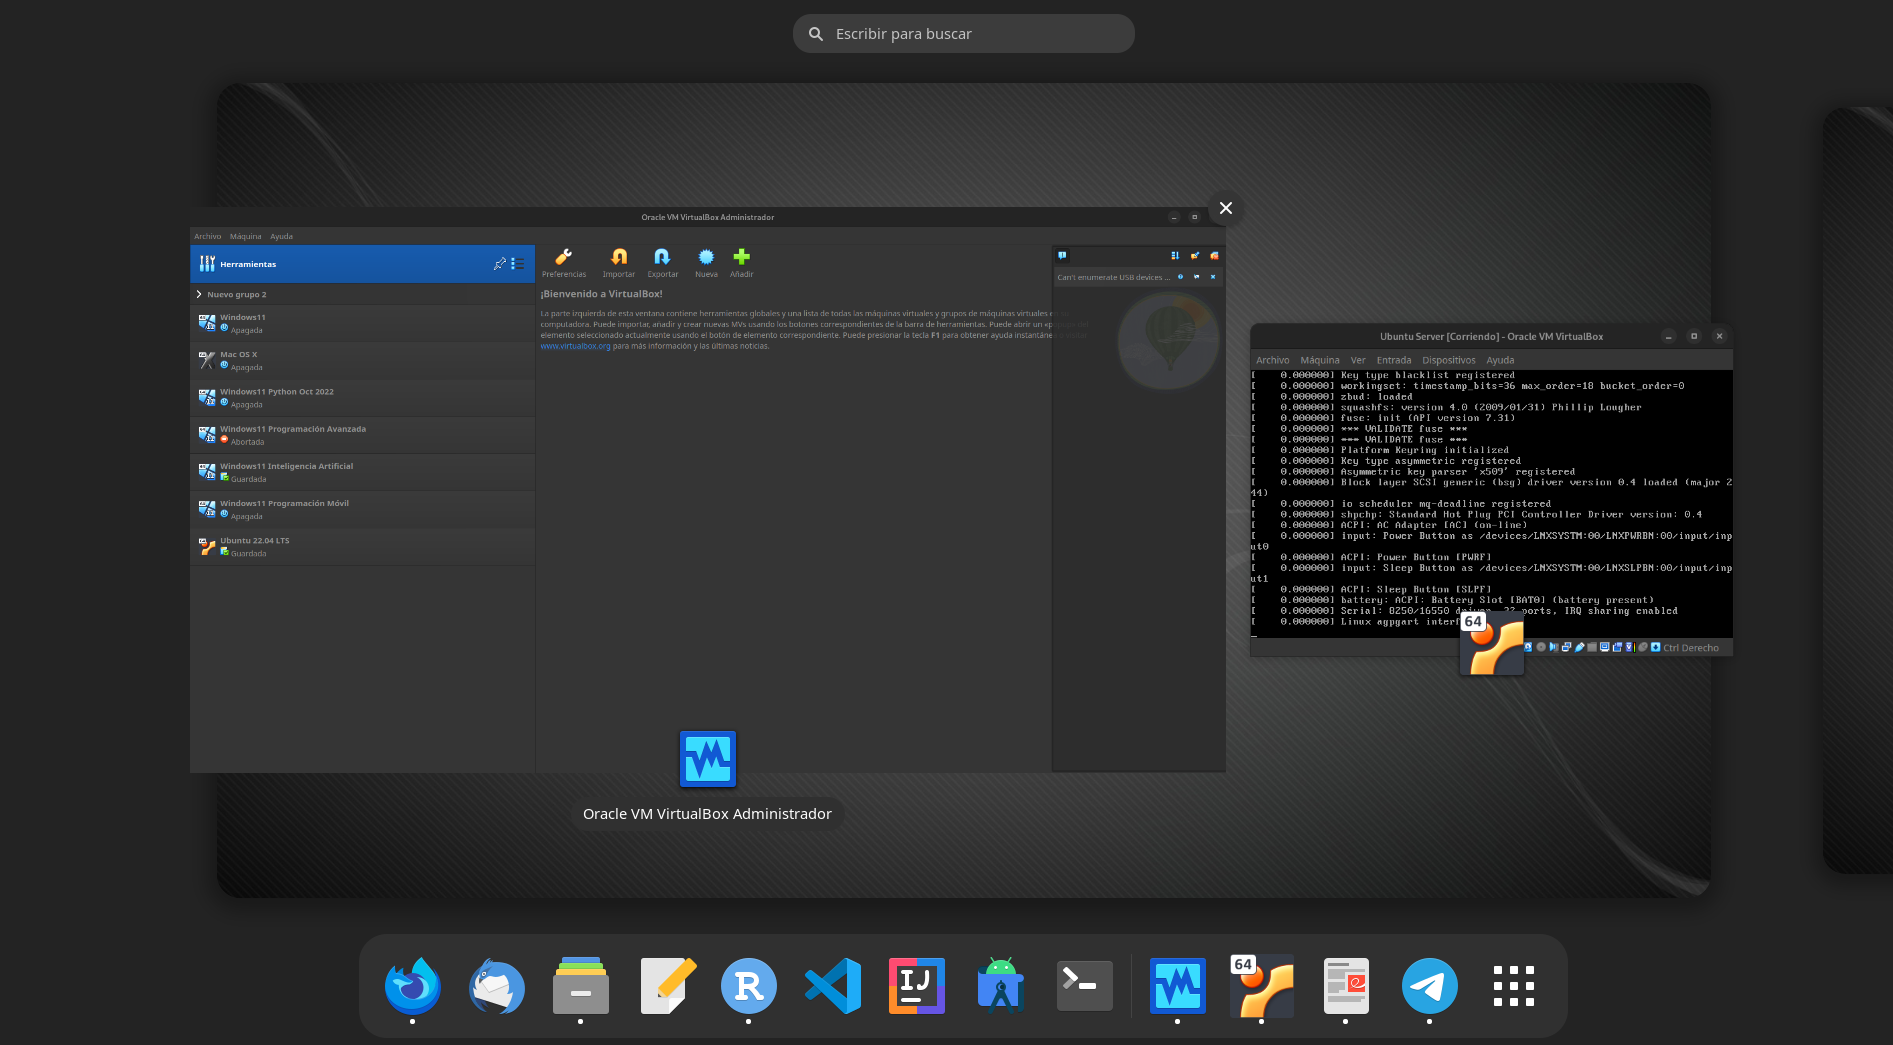 Escribir para buscar
Oracle VM VirtualBox Administrador
Archivo Máquina Ayuda
Herramientas
Nuevo grupo 2
Windows11
Apagada
Mac OS X
Apagada
Windows11 Python Oct 2022
Apagada
Windows11 Programación Avanzada
Abortada
Windows11 Inteligencia Artificial
Guardada
Windows11 Programación Móvil
Apagada
Ubuntu 22.04 LTS
Guardada
Preferencias Importar Exportar Nueva Añadir
¡Bienvenido a VirtualBox!
La parte izquierda de esta ventana contiene herramientas globales y una lista de todas las máquinas virtuales y grupos de máquinas virtuales en
computadora. Puede importar, añadir y crear nuevas MVs usando los botones correspondientes de la barra de herramientas. Puede abrir un
elemento seleccionado actualmente usando el botón de elemento correspondiente. Puede presionar la tecla F1 para obtener ayuda instantánea
www.virtualbox.org para más información y las últimas noticias.
Can't enumerate USB devices ...
Ubuntu Server [Corriendo] - Oracle VM VirtualBox
Archivo Máquina Ver Entrada Dispositivos Ayuda
[ 0.000000] Key type blacklist registered
[ 0.000000] workingset: timestamp_bits=36 max_order=18 bucket_order=0
[ 0.000000] zbud: loaded
[ 0.000000] squashfs: version 4.0 (2009/01/31) Phillip Lougher
[ 0.000000] fuse: init (API version 7.31)
[ 0.000000] *** VALIDATE fuse ***
[ 0.000000] *** VALIDATE fuse ***
[ 0.000000] Platform Keyring initialized
[ 0.000000] Key type asymmetric registered
[ 0.000000] Asymmetric key parser 'x509' registered
[ 0.000000] Block layer SCSI generic (bsg) driver version 0.4 loaded (major 2
44)
[ 0.000000] io scheduler mq-deadline registered
[ 0.000000] shpchp: Standard Hot Plug PCI Controller Driver version: 0.4
[ 0.000000] ACPI: AC Adapter [AC] (on-line)
[ 0.000000] input: Power Button as /devices/LNXSYSTM:00/LNXPWRBN:00/input/inp
ut0
[ 0.000000] ACPI: Power Button [PWRF]
[ 0.000000] input: Sleep Button as /devices/LNXSYSTM:00/LNXSLPBN:00/input/inp
ut1
[ 0.000000] ACPI: Sleep Button [SLPF]
[ 0.000000] battery: ACPI: Battery Slot [BAT0] (battery present)
[ 0.000000] Serial: 8250/16550 ports, IRQ sharing enabled
[ 0.000000] Linux agpgart
64
Ctrl Derecho
Oracle VM VirtualBox Administrador
R
IJ
64